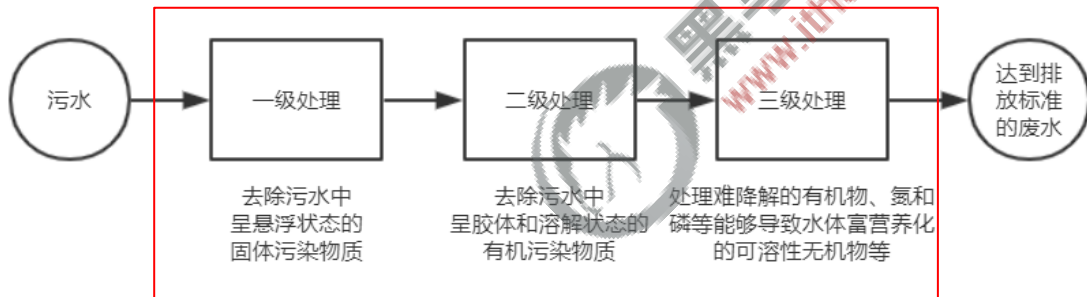 污水
一级处理
二级处理
三级处理
达到排
放标准
的废水
去除污水中
呈悬浮状态的
固体污染物质
去除污水中
呈胶体和溶解状态的
有机污染物质
处理难降解的有机物、氮和
磷等能够导致水体富营养化
的可溶性无机物等
黑
www.ith